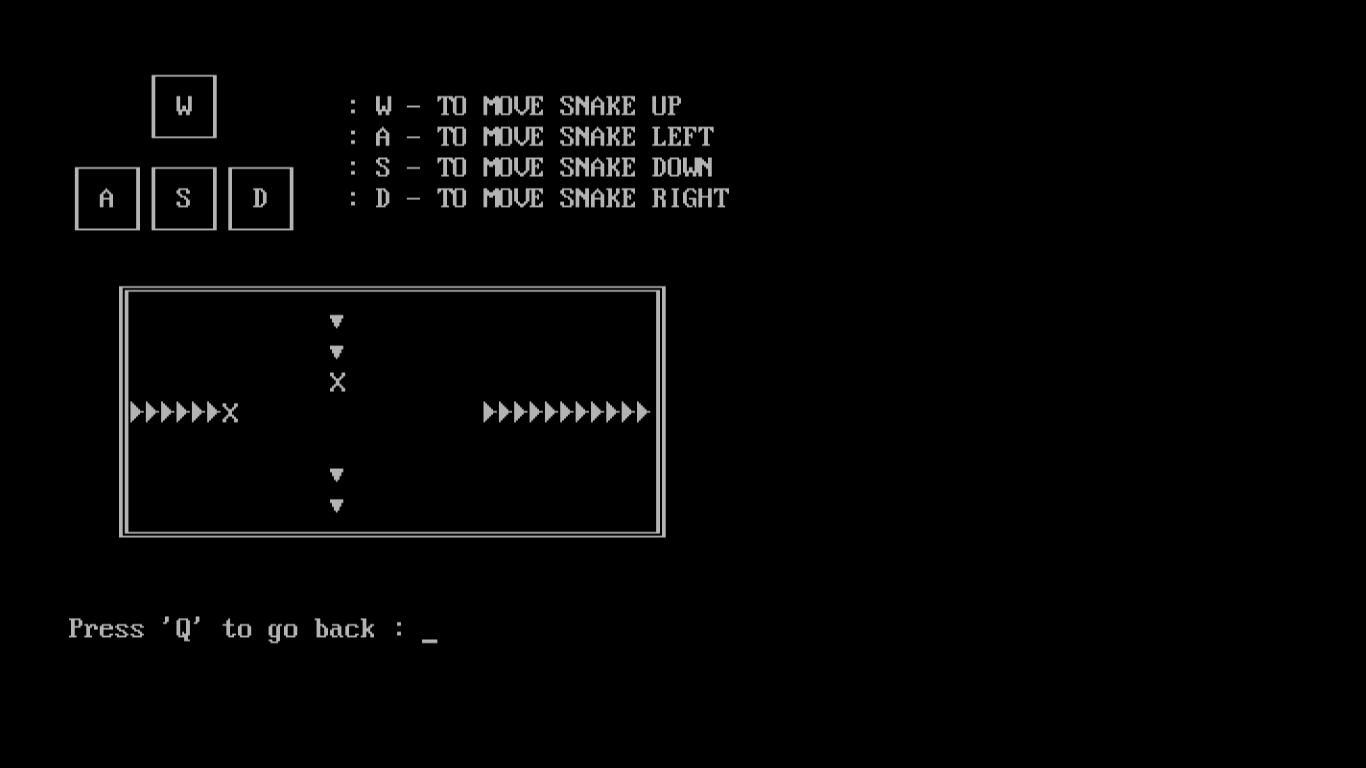 W
: W - TO MOVE SNAKE UP
: A - TO MOVE SNAKE LEFT
: S - TO MOVE SNAKE DOWN
A S D
: D - TO MOVE SNAKE RIGHT
X
X
Press 'Q' to go back : _